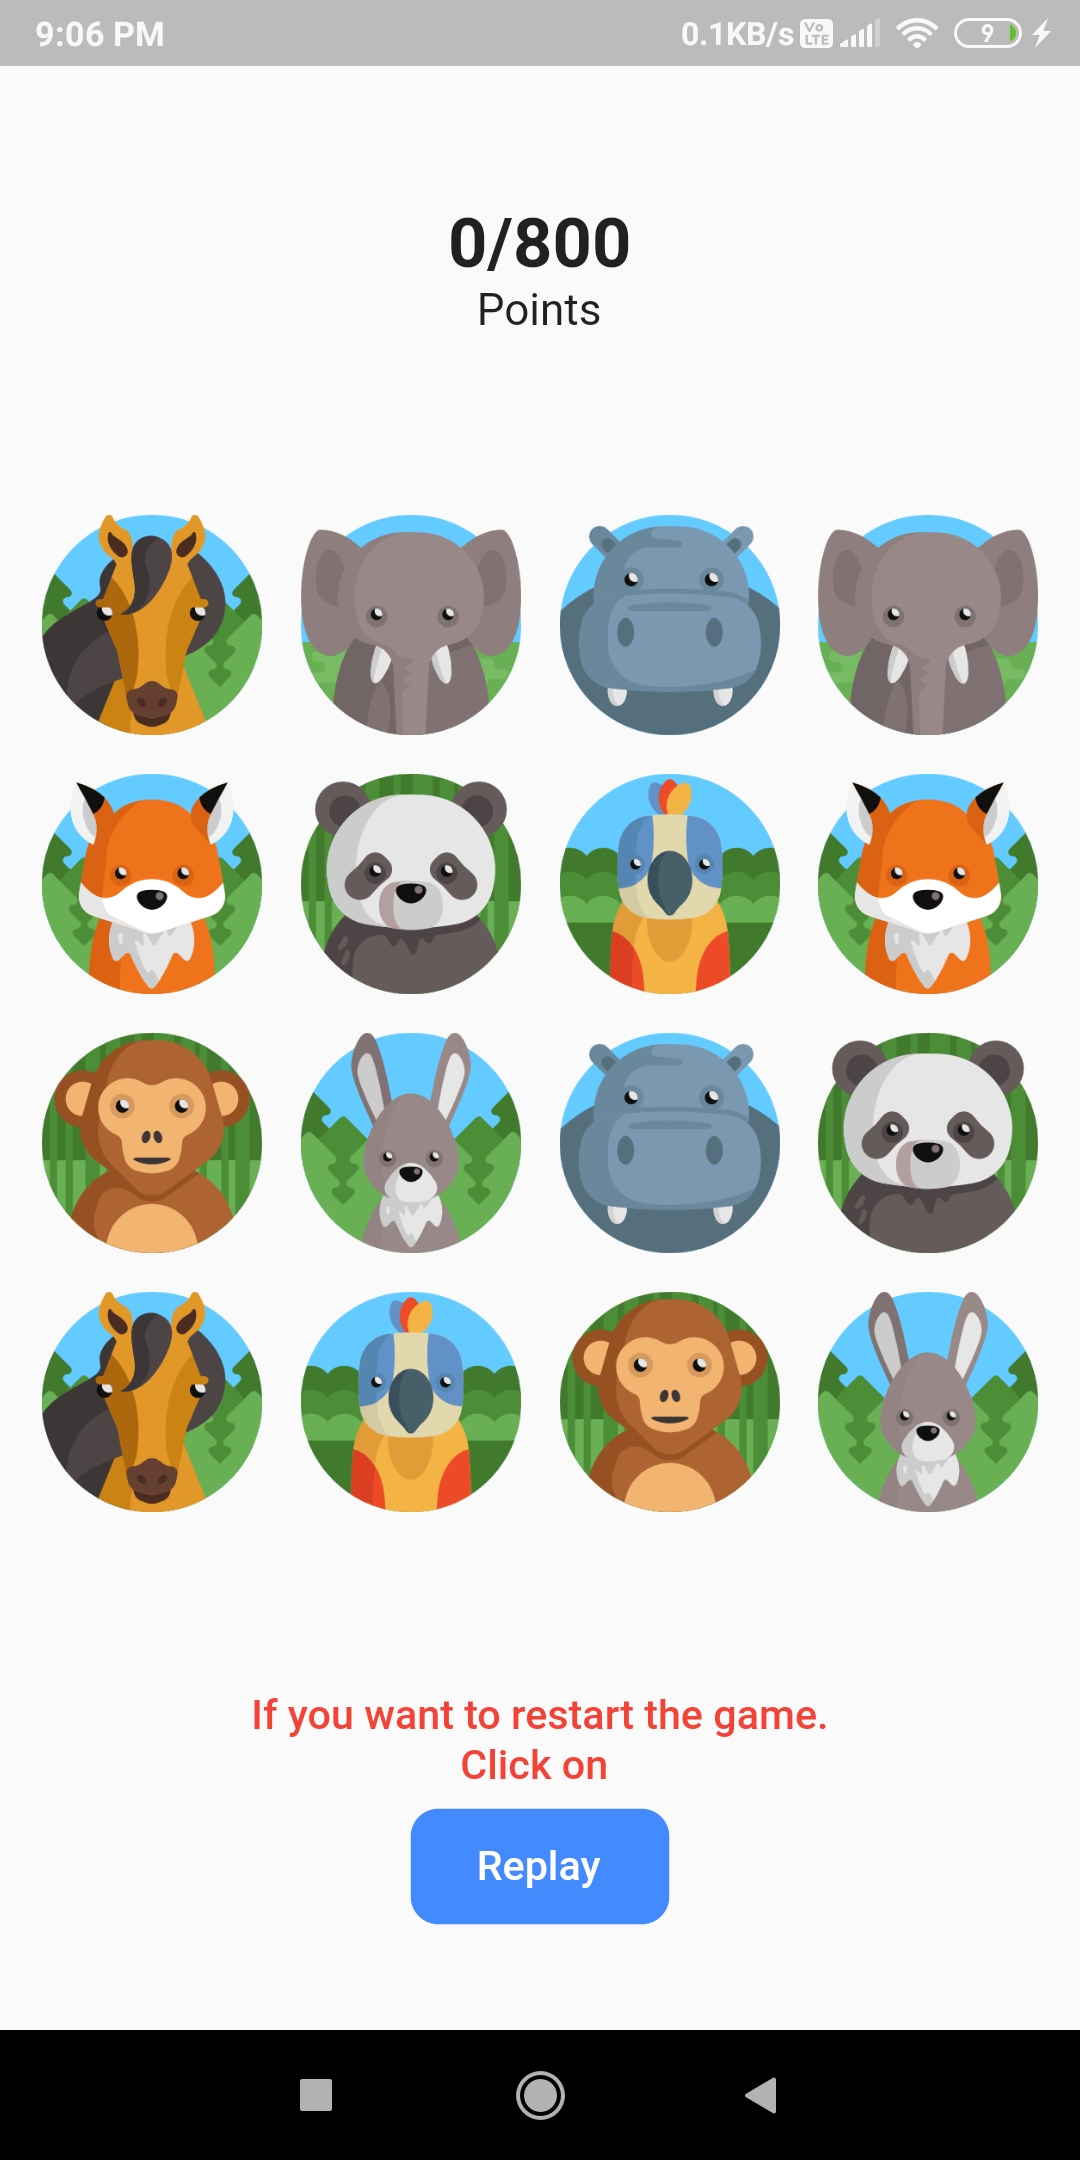 9:06 PM 0.1KB/s Vo LTE 9
0/800
Points
If you want to restart the game.
Click on
Replay